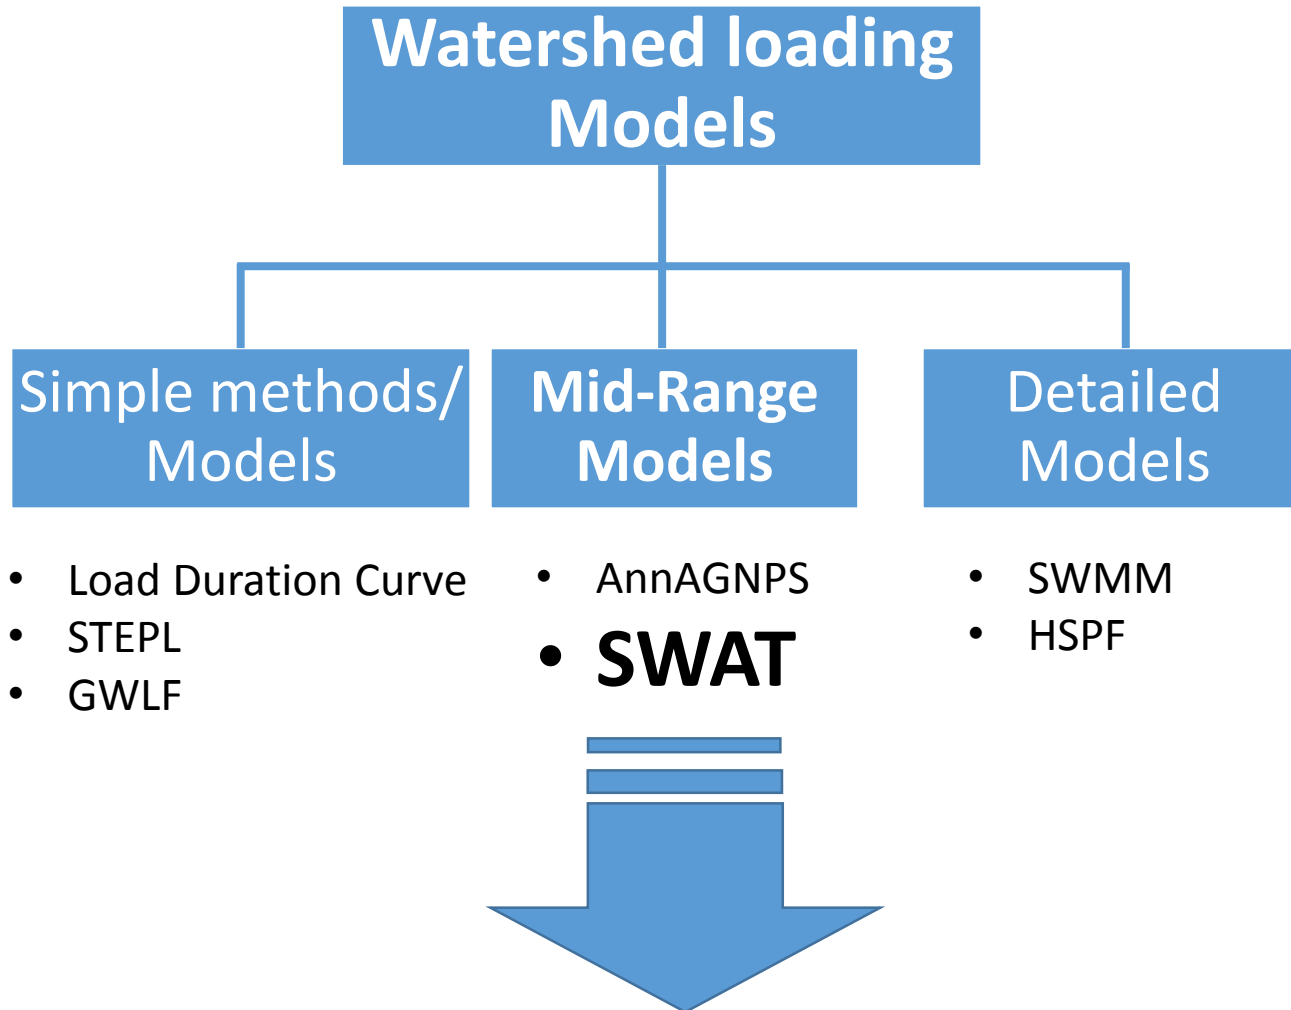 Watershed loading
Models
Simple methods/
Models
Mid-Range
Models
Detailed
Models
• Load Duration Curve
• STEPL
• GWLF
• AnnAGNPS
• SWAT
• SWMM
• HSPF